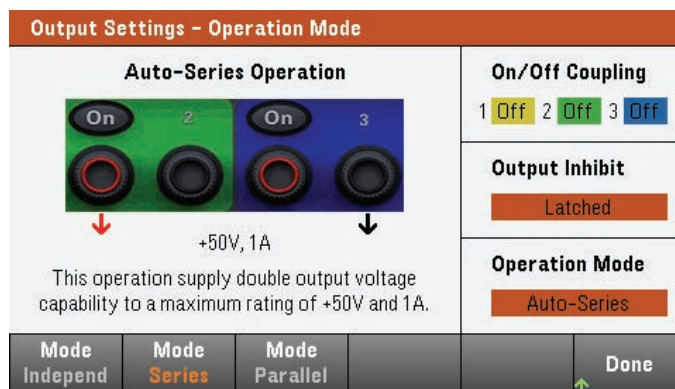 Output Settings – Operation Mode
Auto-Series Operation
On 2 On 3
+50V, 1A
This operation supply double output voltage
capability to a maximum rating of +50V and 1A.
On/Off Coupling
1 Off 2 Off 3 Off
Output Inhibit
Latched
Operation Mode
Auto-Series
Mode
Independ
Mode
Series
Mode
Parallel
Done